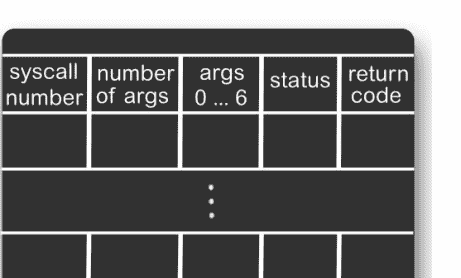 syscall
number
number
of args
args
0 ... 6
status
return
code